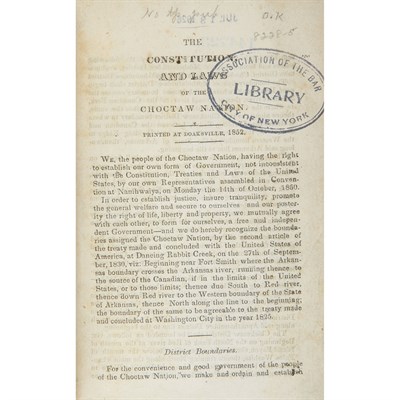 O.K
8228-5
THE
CONSTITUTION
AND LAWS
OF THE
CHOCTAW NATION.
ASSOCIATION OF THE BAR
LIBRARY
CITY OF NEW YORK
PRINTED AT DOAKSVILLE, 1852.
WE, the people of the Choctaw Nation, having the right
to establish our own form of Government, not inconsistent
with the Constitution, Treaties and Laws of the United
States, by our own Representatives assembled in Conven-
tion at Nanihwaiya, on Monday the 14th of October, 1850.
In order to establish justice, insure tranquility, promote
the general welfare and secure to ourselves and our poster-
ity the right of life, liberty and property, we mutually agree
with each other, to form for ourselves, a free and indepen-
dent Government—and we do hereby recognize the bounda-
ries assigned the Choctaw Nation, by the second article of
the treaty made and concluded with the United States of
America, at Dancing Rabbit Creek, on the 27th of Septem-
ber, 1830, viz: Beginning near Fort Smith where the Arkan-
sas boundary crosses the Arkansas river, running thence to
the source of the Canadian, if in the limits of the United
States, or to those limits; thence due South to Red river,
thence down Red river to the Western boundary of the State
of Arkansas, thence North along the line to the beginning;
the boundary of the same to be agreeable to the treaty made
and concluded at Washington City in the year 1825.
District Boundaries.
For the convenience and good government of the people
of the Choctaw Nation, we make and ordain and establish